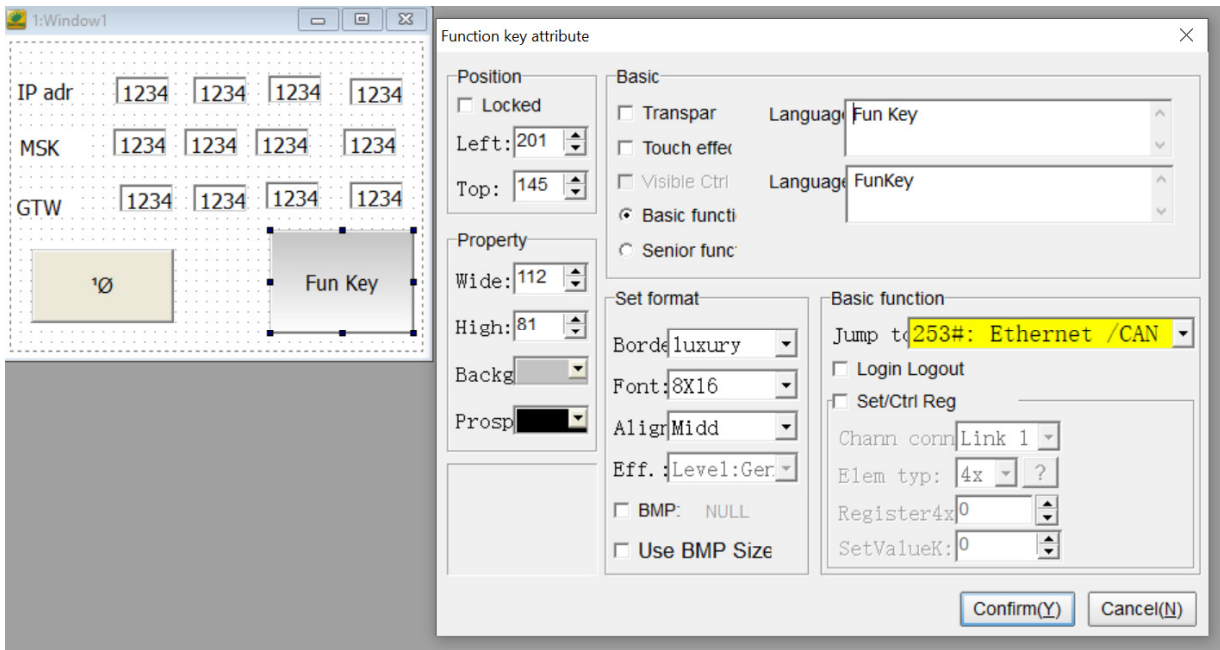 1:Window1
IP adr 1234 1234 1234 1234
MSK 1234 1234 1234 1234
GTW 1234 1234 1234 1234
¹Ø
Fun Key
Function key attribute
Position
Locked
Left: 201
Top: 145
Property
Wide: 112
High: 81
Backg
Prosp
Basic
Transpar
Touch effec
Visible Ctrl
Basic functi
Senior func
Language Fun Key
Language FunKey
Set format
Borde luxury
Font: 8X16
Alignr Midd
Eff. : Level:Ger
BMP: NULL
Use BMP Size
Basic function
Jump to 253#: Ethernet /CAN
Login Logout
Set/Ctrl Reg
Chann conn Link 1
Elem typ: 4x ?
Register4x 0
SetValueK: 0
Confirm(Y)
Cancel(N)